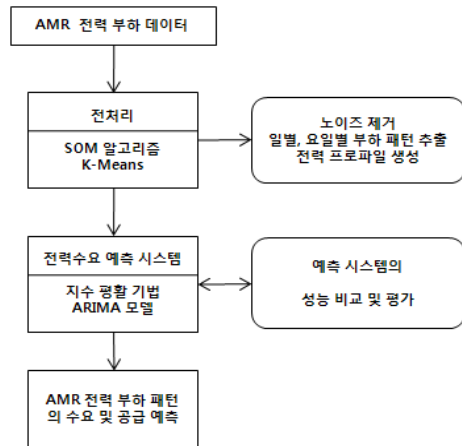 AMR 전력 부하 데이터
전처리
SOM 알고리즘
K-Means
노이즈 제거
일별, 요일별 부하 패턴 추출
전력 프로파일 생성
전력수요 예측 시스템
지수 평활 기법
ARIMA 모델
예측 시스템의
성능 비교 및 평가
AMR 전력 부하 패턴
의 수요 및 공급 예측